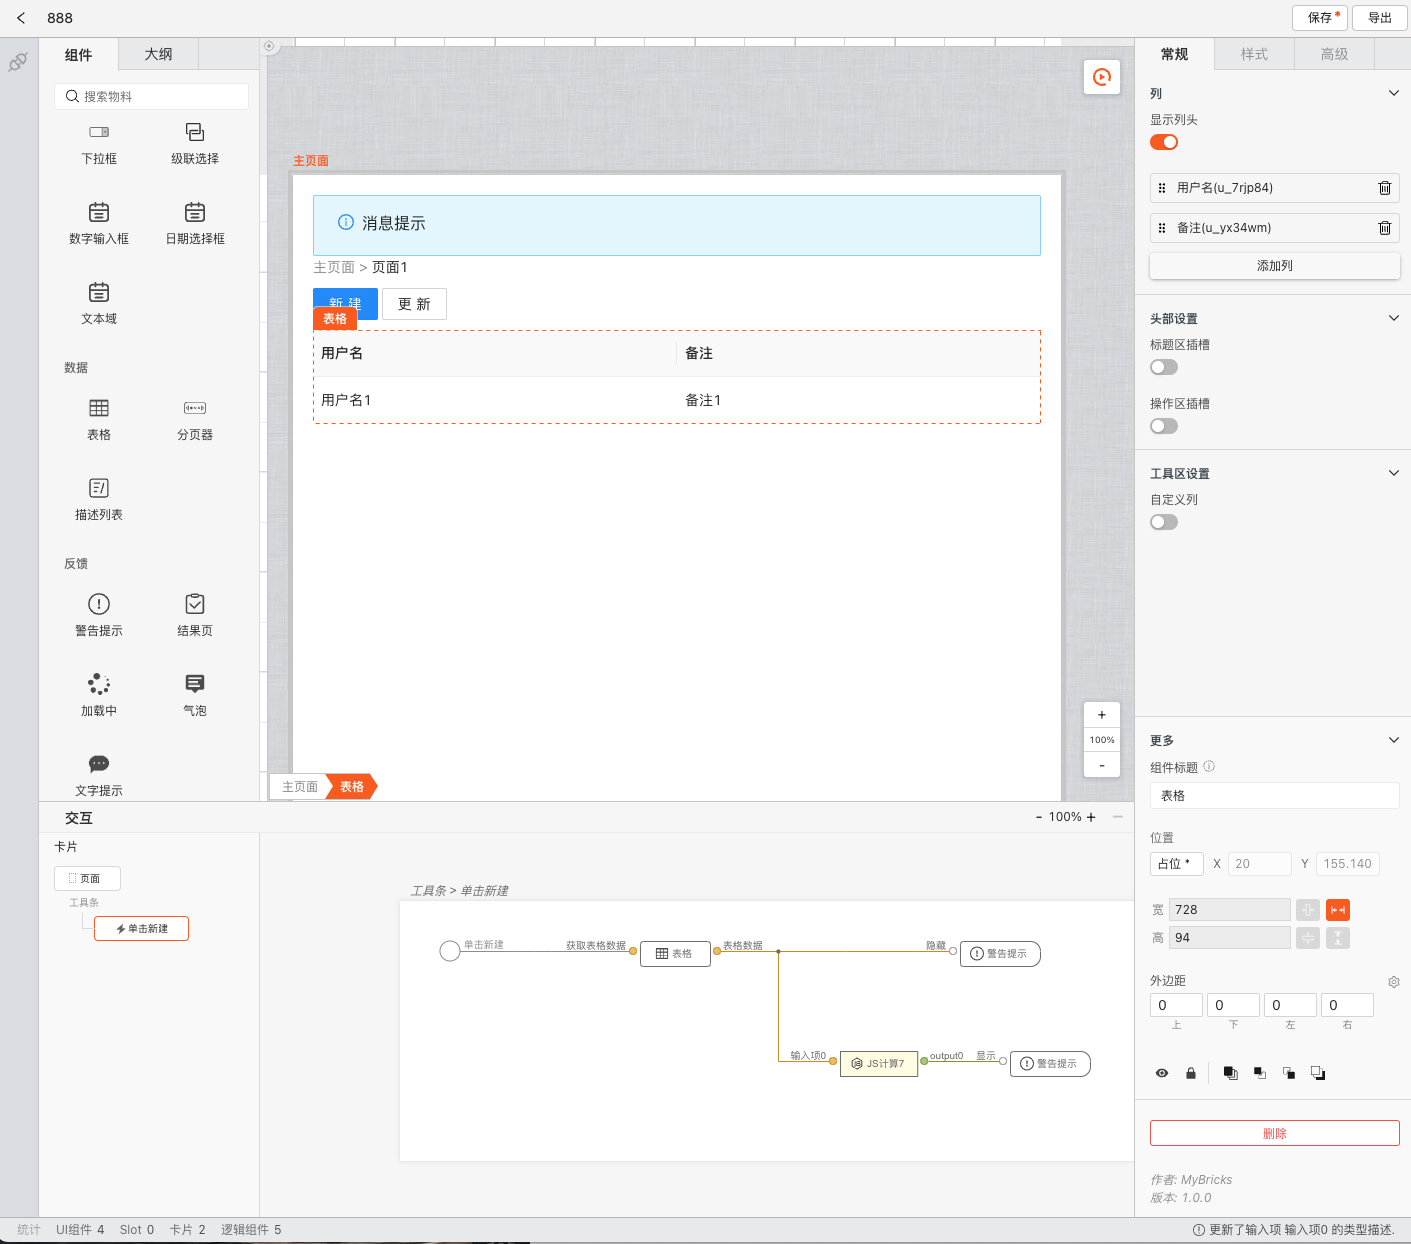 888
保存*
导出
组件
大纲
搜索物料
下拉框
级联选择
数字输入框
日期选择框
文本域
数据
表格
分页器
描述列表
反馈
警告提示
结果页
加载中
气泡
文字提示
主页面
消息提示
主页面 > 页面1
新 建
更 新
表格
用户名
备注
用户名1
备注1
+
100%
-
主页面
表格
常规
样式
高级
列
显示列头
用户名(u_7rjp84)
备注(u_yx34wm)
添加列
头部设置
标题区插槽
操作区插槽
工具区设置
自定义列
更多
组件标题
表格
位置
占位 *
X
20
Y
155.140
宽
728
高
94
外边距
0
0
0
0
上
下
左
右
删除
作者: MyBricks
版本: 1.0.0
交互
- 100% +
卡片
页面
工具条
单击新建
工具条 > 单击新建
单击新建
获取表格数据
表格
表格数据
隐藏
警告提示
输入项0
JS计算7
output0
显示
警告提示
统计
UI组件 4
Slot 0
卡片 2
逻辑组件 5
更新了输入项 输入项0 的类型描述.